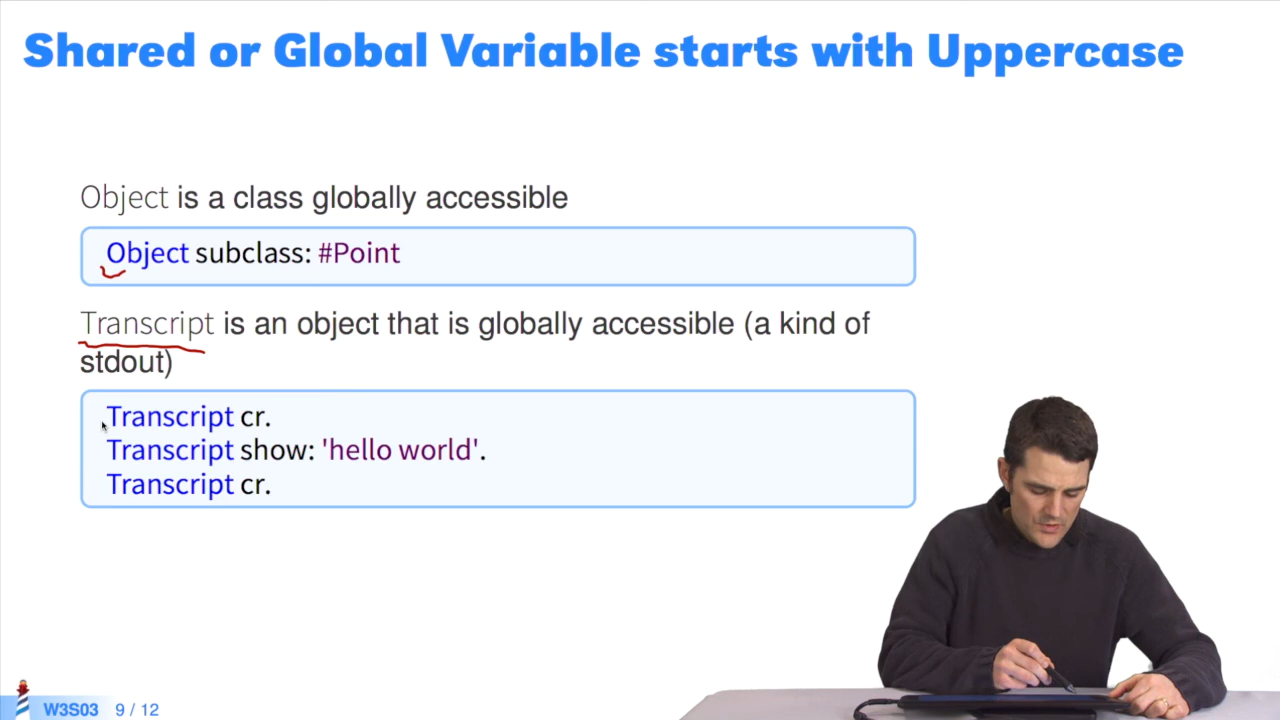 Shared or Global Variable starts with Uppercase
Object is a class globally accessible
Object subclass: #Point
Transcript is an object that is globally accessible (a kind of
stdout)
Transcript cr.
Transcript show: 'hello world'.
Transcript cr.
W3S03 9 / 12